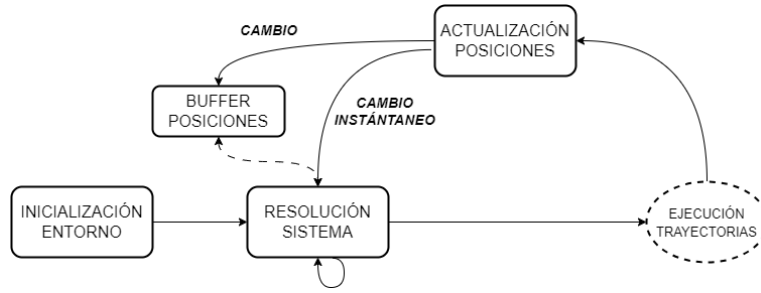 CAMBIO
ACTUALIZACIÓN
POSICIONES
BUFFER
POSICIONES
CAMBIO
INSTÁNTANEO
INICIALIZACIÓN
ENTORNO
RESOLUCIÓN
SISTEMA
EJECUCIÓN
TRAYECTORIAS